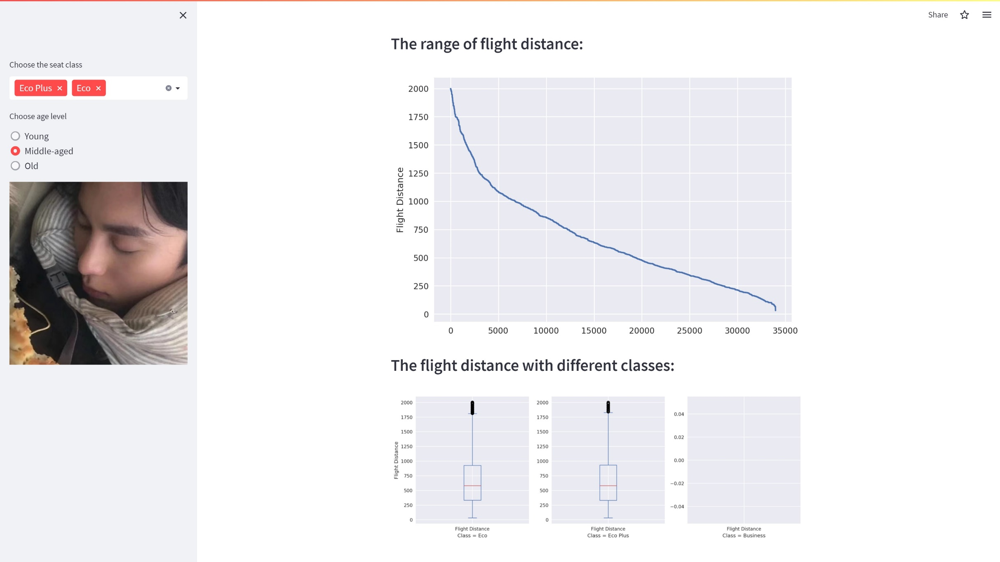 Share
Choose the seat class
Eco Plus
Eco
Choose age level
Young
Middle-aged
Old
The range of flight distance:
Flight Distance
2000
1750
1500
1250
1000
750
500
250
0
0 5000 10000 15000 20000 25000 30000 35000
The flight distance with different classes:
Flight Distance
2000
1750
1500
1250
1000
750
500
250
0
Flight Distance
Class = Eco
2000
1750
1500
1250
1000
750
500
250
0
Flight Distance
Class = Eco Plus
0.04
0.02
0.00
−0.02
−0.04
Flight Distance
Class = Business